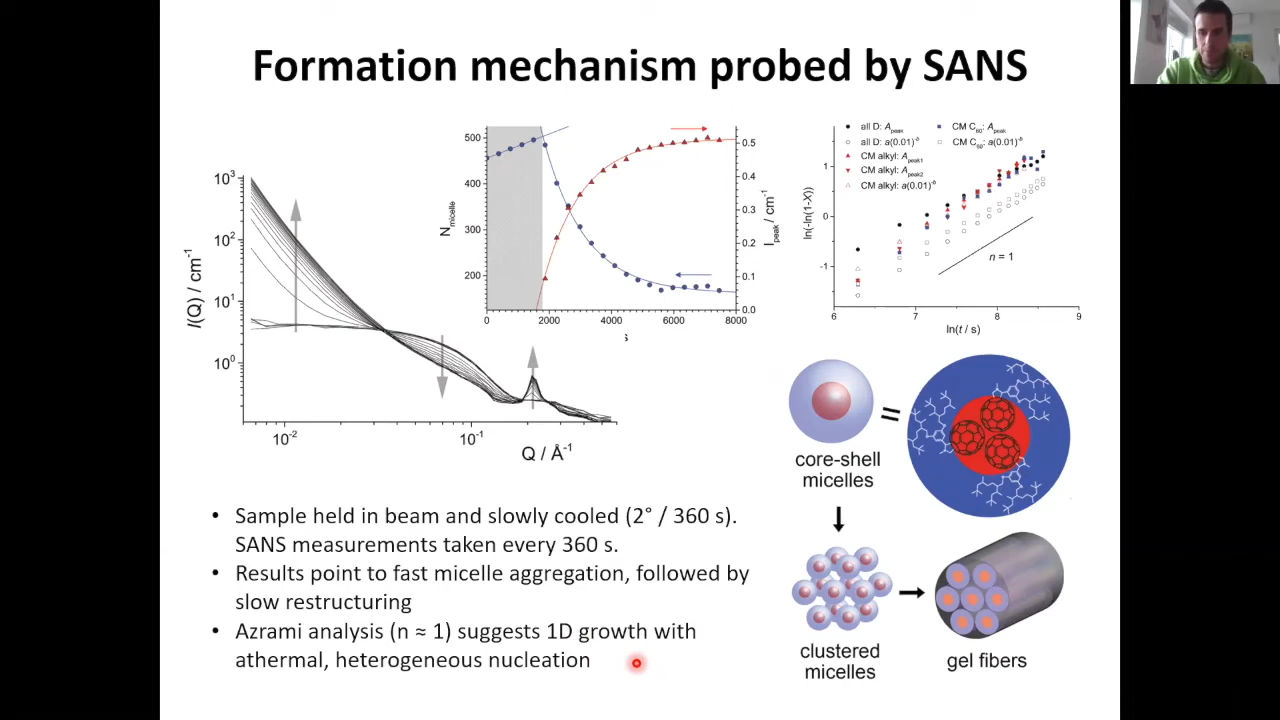 Formation mechanism probed by SANS
10³
10²
10¹
10⁰
I(Q) / cm⁻¹
10⁻²
10⁻¹
Q / Å⁻¹
500
400
300
200
N_micelle
0.5
0.4
0.3
0.2
0.1
0.0
I_peak / cm⁻¹
0
2000
4000
6000
8000
s
all D: A_peak
all D: a(0.01)⁻ᵇ
CM alkyl: A_peak1
CM alkyl: A_peak2
CM alkyl: a(0.01)⁻ᵇ
CM C₆₀: A_peak
CM C₆₀: a(0.01)⁻ᵇ
1
0
-1
ln(-ln(1-X))
n = 1
6
7
8
9
ln(t / s)
core-shell
micelles
=
clustered
micelles
gel fibers
• Sample held in beam and slowly cooled (2° / 360 s).
SANS measurements taken every 360 s.
• Results point to fast micelle aggregation, followed by
slow restructuring
• Azrami analysis (n ≈ 1) suggests 1D growth with
athermal, heterogeneous nucleation